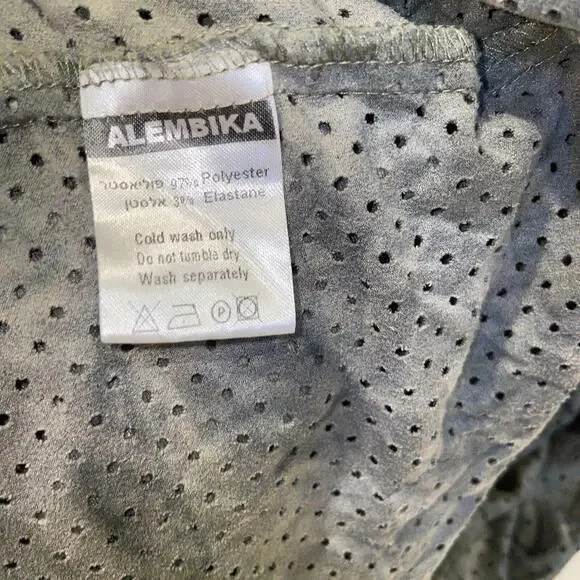 ALEMBIKA
פוליאסטר 97% Polyester
אלסטן 3% Elastane
Cold wash only
Do not tumble dry
Wash separately
P